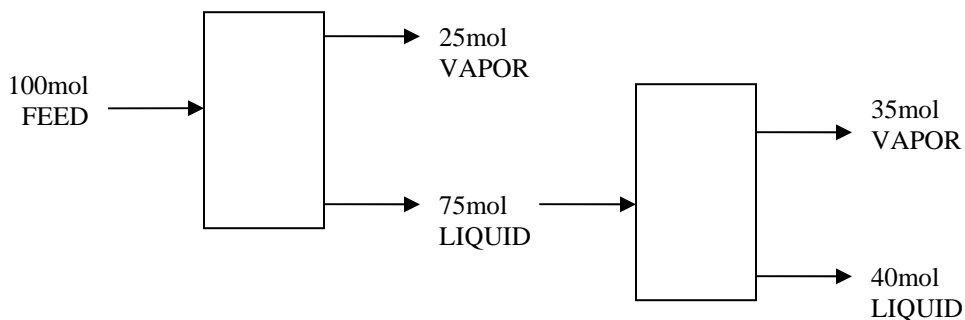 100mol
FEED
25mol
VAPOR
75mol
LIQUID
35mol
VAPOR
40mol
LIQUID